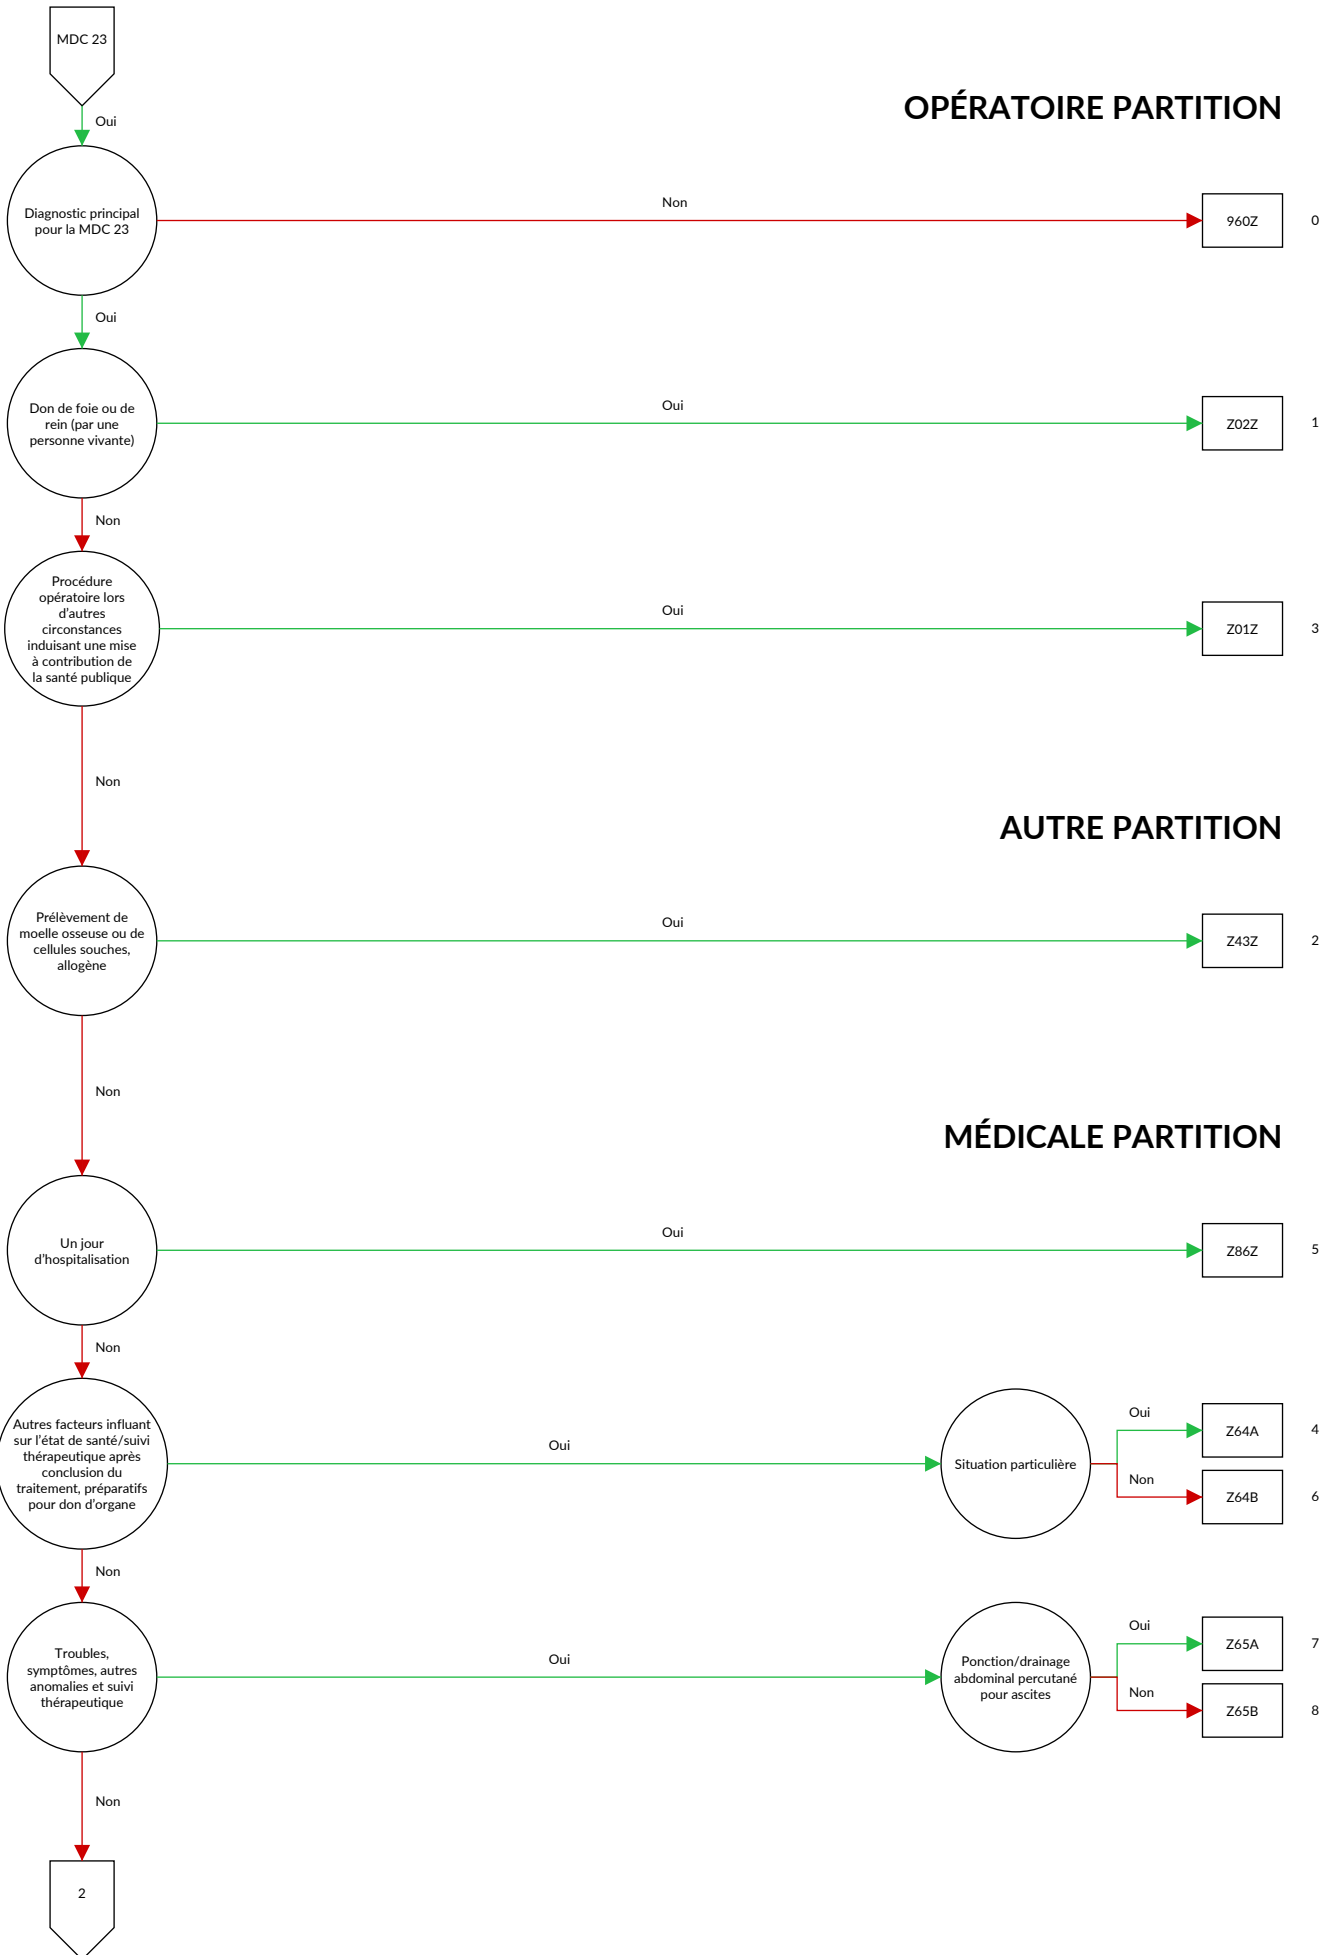 MDC 23
Oui
OPÉRATOIRE PARTITION
Diagnostic principal
pour la MDC 23
Non
960Z
0
Oui
Don de foie ou de
rein (par une
personne vivante)
Oui
Z02Z
1
Non
Procédure
opératoire lors
d'autres
circonstances
induisant une mise
à contribution de
la santé publique
Oui
Z01Z
3
Non
AUTRE PARTITION
Prélèvement de
moelle osseuse ou de
cellules souches,
allogène
Oui
Z43Z
2
Non
MÉDICALE PARTITION
Un jour
d'hospitalisation
Oui
Z86Z
5
Non
Autres facteurs influant
sur l'état de santé/suivi
thérapeutique après
conclusion du
traitement, préparatifs
pour don d'organe
Oui
Situation particulière
Oui
Z64A
4
Non
Z64B
6
Non
Troubles,
symptômes, autres
anomalies et suivi
thérapeutique
Oui
Ponction/drainage
abdominal percutané
pour ascites
Oui
Z65A
7
Non
Z65B
8
Non
2